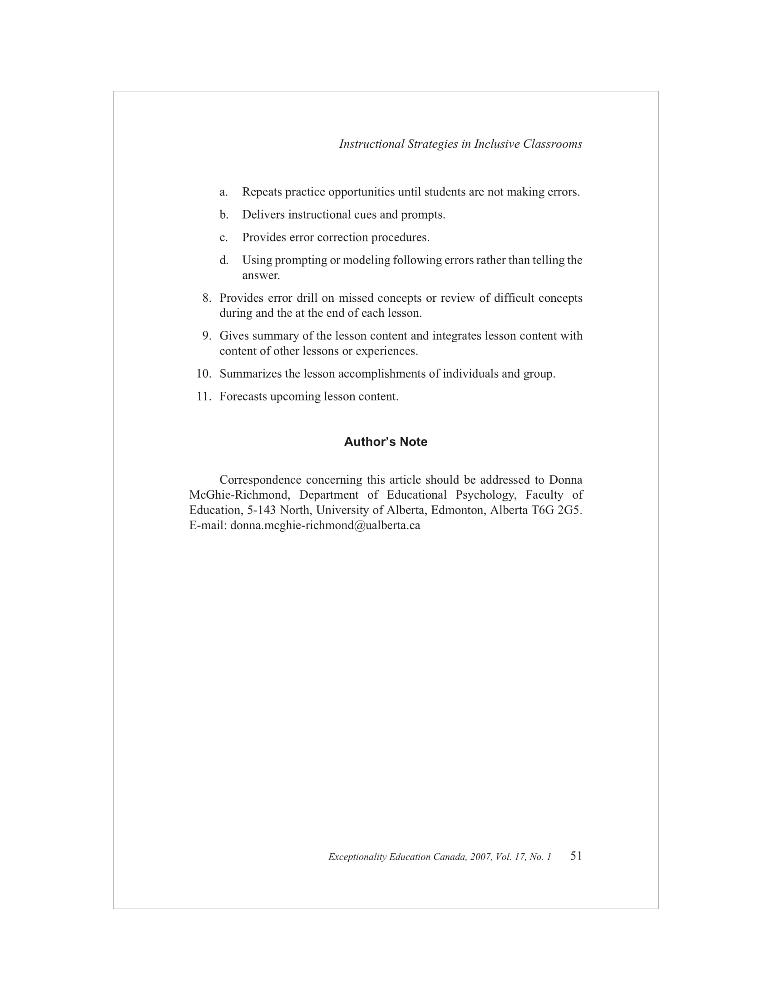 Instructional Strategies in Inclusive Classrooms
a. Repeats practice opportunities until students are not making errors.
b. Delivers instructional cues and prompts.
c. Provides error correction procedures.
d. Using prompting or modeling following errors rather than telling the
answer.
8. Provides error drill on missed concepts or review of difficult concepts
during and the at the end of each lesson.
9. Gives summary of the lesson content and integrates lesson content with
content of other lessons or experiences.
10. Summarizes the lesson accomplishments of individuals and group.
11. Forecasts upcoming lesson content.
Author’s Note
Correspondence concerning this article should be addressed to Donna
McGhie-Richmond, Department of Educational Psychology, Faculty of
Education, 5-143 North, University of Alberta, Edmonton, Alberta T6G 2G5.
E-mail: donna.mcghie-richmond@ualberta.ca
Exceptionality Education Canada, 2007, Vol. 17, No. 1 51